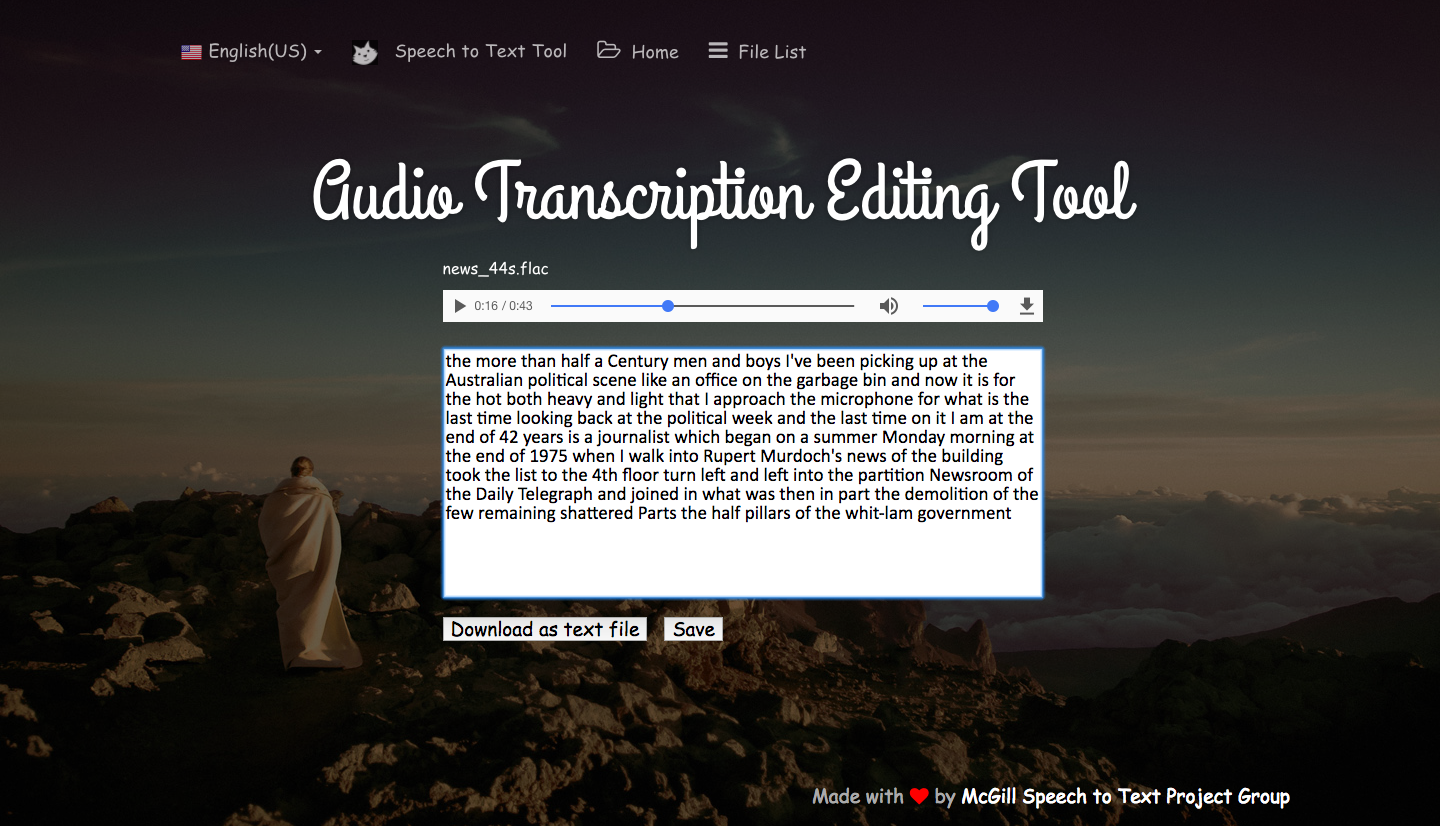 English(US)
Speech to Text Tool
Home
File List
Audio Transcription Editing Tool
news_44s.flac
0:16 / 0:43
the more than half a Century men and boys I've been picking up at the
Australian political scene like an office on the garbage bin and now it is for
the hot both heavy and light that I approach the microphone for what is the
last time looking back at the political week and the last time on it I am at the
end of 42 years is a journalist which began on a summer Monday morning at
the end of 1975 when I walk into Rupert Murdoch's news of the building
took the list to the 4th floor turn left and left into the partition Newsroom of
the Daily Telegraph and joined in what was then in part the demolition of the
few remaining shattered Parts the half pillars of the whit-lam government
Download as text file
Save
Made with ❤ by McGill Speech to Text Project Group